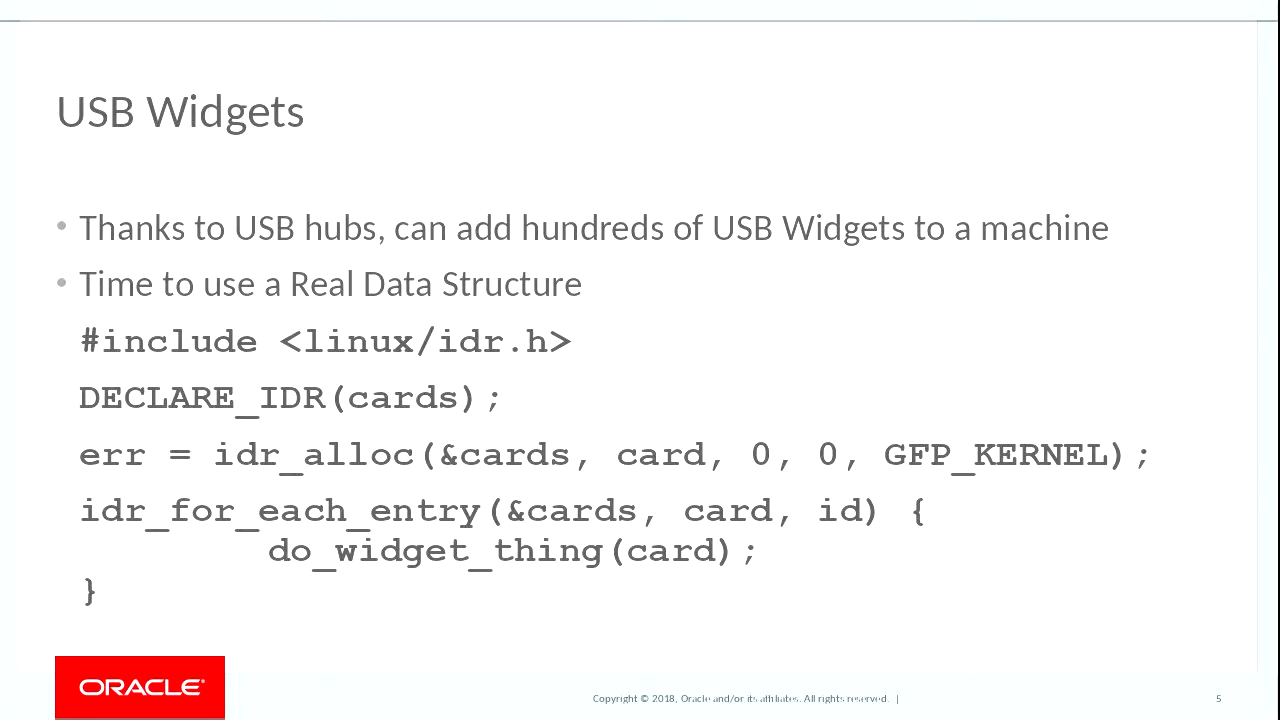 USB Widgets
• Thanks to USB hubs, can add hundreds of USB Widgets to a machine
• Time to use a Real Data Structure
#include <linux/idr.h>
DECLARE_IDR(cards);
err = idr_alloc(&cards, card, 0, 0, GFP_KERNEL);
idr_for_each_entry(&cards, card, id) {
do_widget_thing(card);
}
ORACLE®
Copyright © 2018, Oracle and/or its affiliates. All rights reserved. |
5